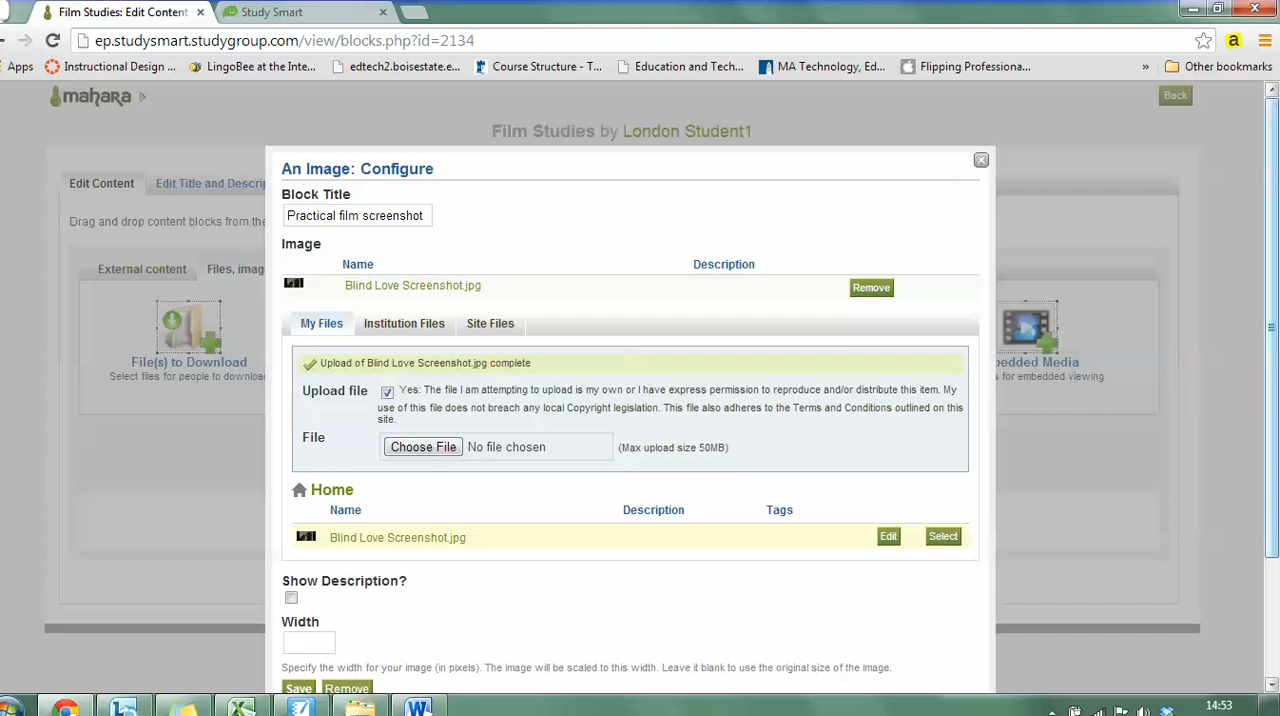 Film Studies: Edit Content
Study Smart
ep.studysmart.studygroup.com/view/blocks.php?id=2134
Apps
Instructional Design ...
LingoBee at the Inte...
edtech2.boisestate.e...
Course Structure - T...
Education and Tech...
MA Technology, Ed...
Flipping Professiona...
»
Other bookmarks
mahara
Back
Film Studies by London Student1
An Image: Configure
Edit Content
Edit Title and Descrip
Block Title
Practical film screenshot
Drag and drop content blocks from the
Image
External content
Files, imag
Name
Description
Blind Love Screenshot.jpg
Remove
My Files
Institution Files
Site Files
Upload of Blind Love Screenshot.jpg complete
File(s) to Download
Select files for people to downloa
bedded Media
for embedded viewing
Upload file
Yes: The file I am attempting to upload is my own or I have express permission to reproduce and/or distribute this item. My
use of this file does not breach any local Copyright legislation. This file also adheres to the Terms and Conditions outlined on this
site.
File
Choose File
No file chosen
(Max upload size 50MB)
Home
Name
Description
Tags
Blind Love Screenshot.jpg
Edit
Select
Show Description?
Width
Specify the width for your image (in pixels). The image will be scaled to this width. Leave it blank to use the original size of the image.
Save
Remove
14:53